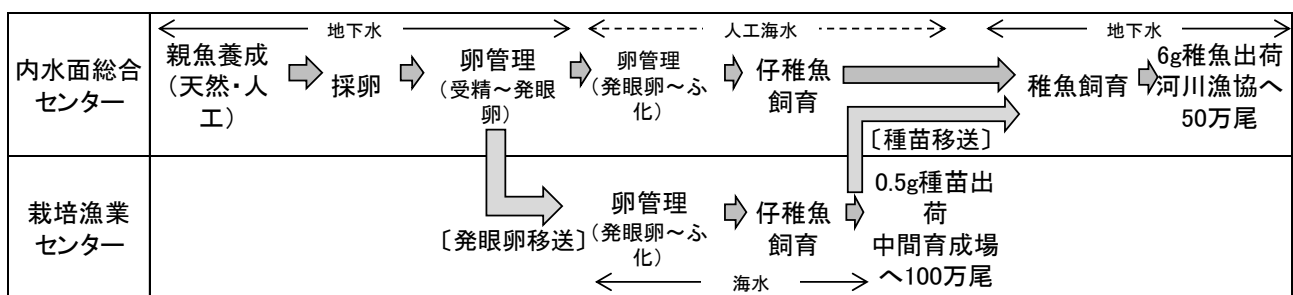 地下水
人工海水
地下水
内水面総合
センター
親魚養成
(天然・人
工)
採卵
卵管理
(受精～発眼
卵)
卵管理
(発眼卵～ふ
化)
仔稚魚
飼育
稚魚飼育
6g稚魚出荷
河川漁協へ
50万尾
〔種苗移送〕
栽培漁業
センター
〔発眼卵移送〕
卵管理
(発眼卵～ふ
化)
仔稚魚
飼育
0.5g種苗出
荷
中間育成場
へ100万尾
海水